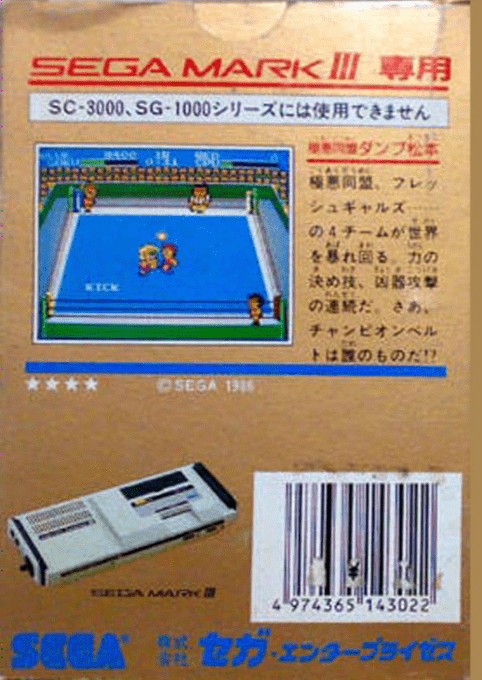 SEGA MARK III 専用
SC-3000、SG-1000シリーズには使用できません
極悪同盟ダンプ松本
極悪同盟、フレッ
シュギャルズ……
の4チームが世界
を暴れ回る。力の
決め技、凶器攻撃
の連続だ。さあ、
チャンピオンベル
トは誰のものだ!?
KICK
★★★★
©SEGA 1986
SEGA MARK III
4 974365 143022
SEGA 株式会社 セガ・エンタープライゼス